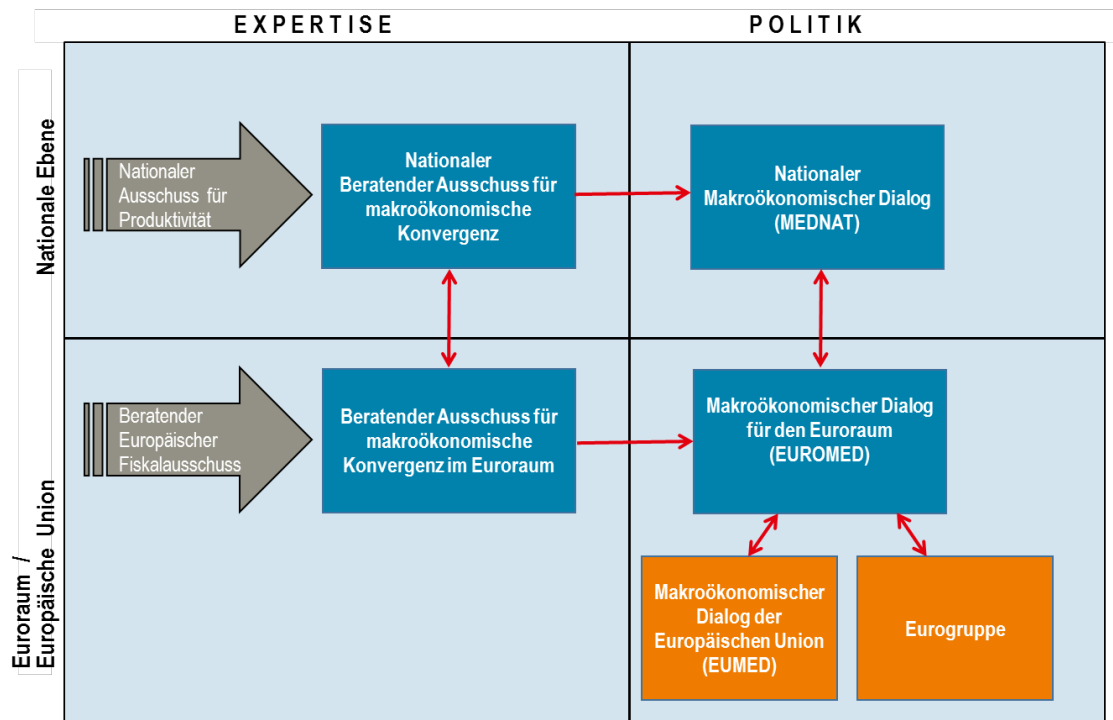 EXPERTISE
POLITIK
Nationale Ebene
Nationaler
Ausschuss für
Produktivität
Nationaler
Beratender Ausschuss für
makroökonomische
Konvergenz
Nationaler
Makroökonomischer Dialog
(MEDNAT)
Euroraum /
Europäische Union
Beratender
Europäischer
Fiskalausschuss
Beratender Ausschuss für
makroökonomische
Konvergenz im Euroraum
Makroökonomischer Dialog
für den Euroraum
(EUROMED)
Makroökonomischer
Dialog der
Europäischen Union
(EUMED)
Eurogruppe